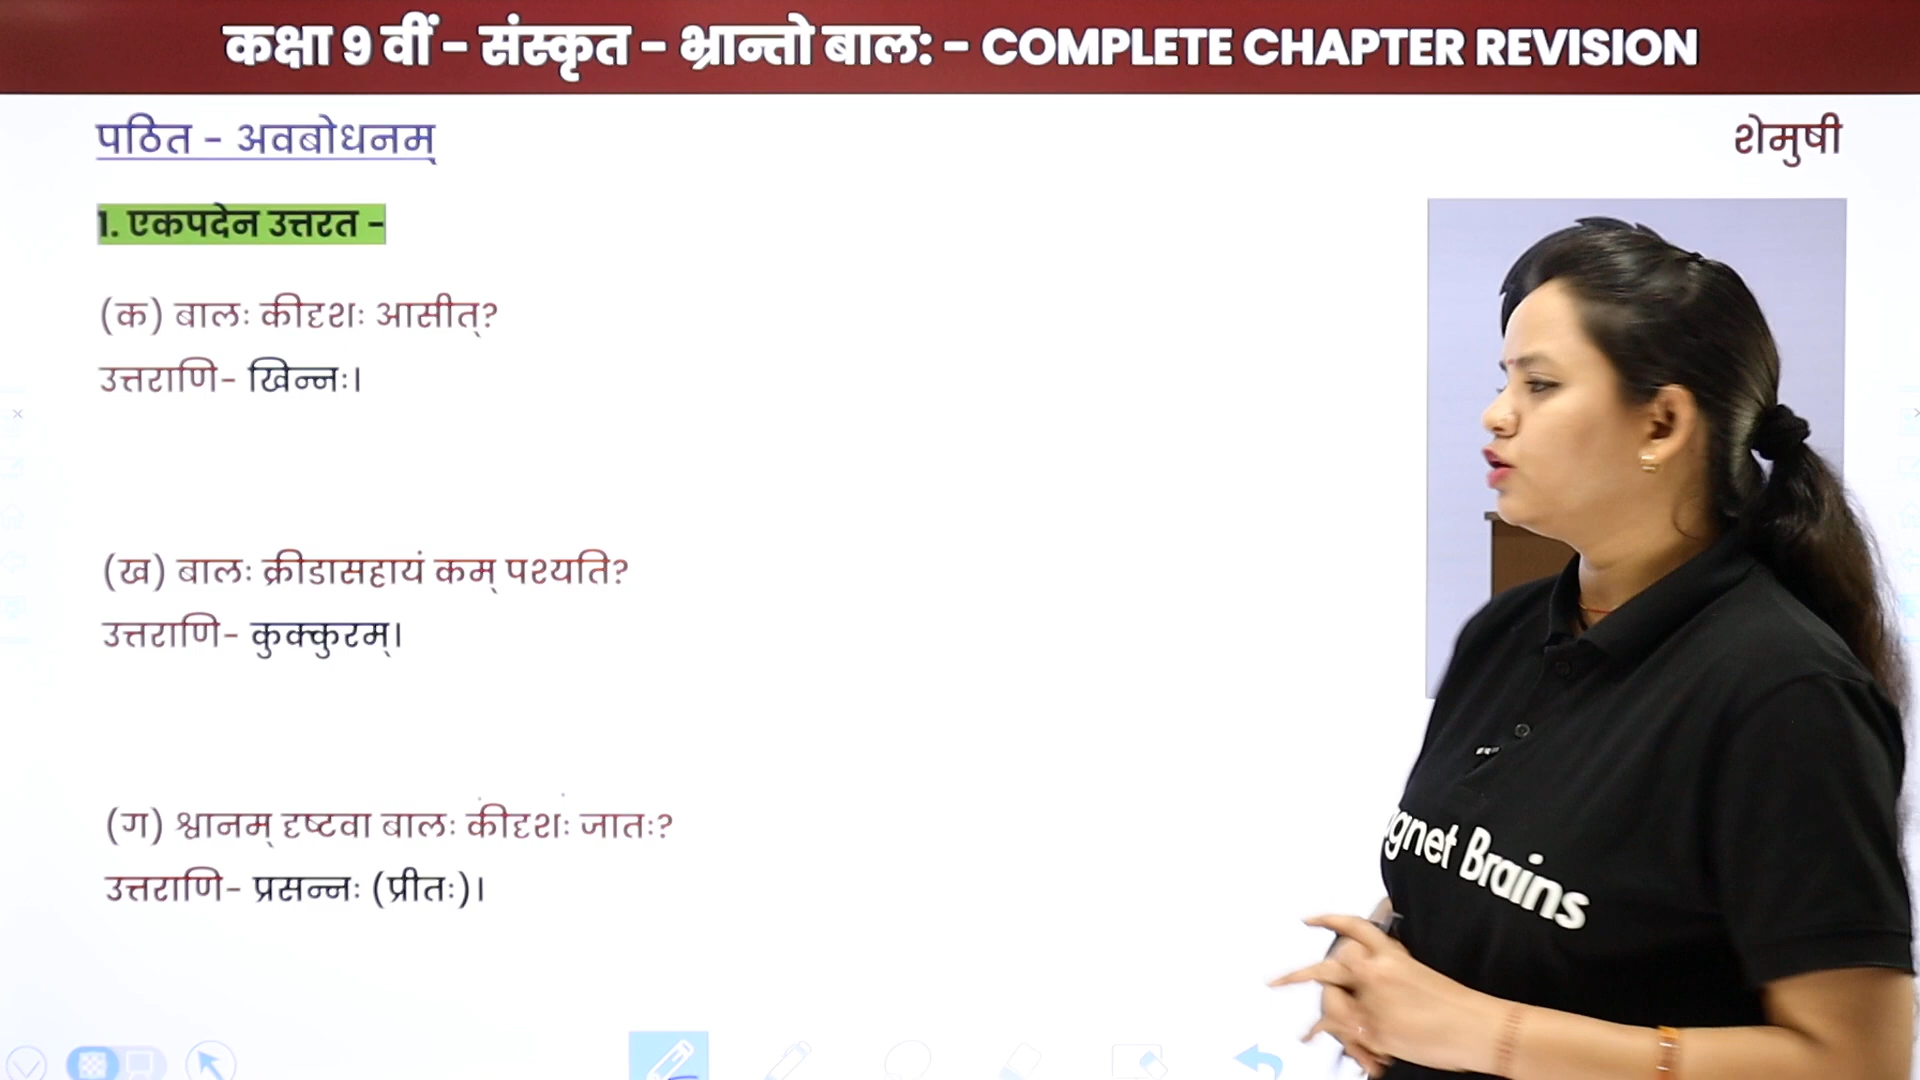 कक्षा 9 वीं - संस्कृत - भ्रान्तो बाल: - COMPLETE CHAPTER REVISION
पठित - अवबोधनम्
शेमुषी
1. एकपदेन उत्तरत -
(क) बालः कीदृशः आसीत्?
उत्तराणि- खिन्नः।
(ख) बालः क्रीडासहायं कम् पश्यति?
उत्तराणि- कुक्कुरम्।
(ग) श्वानम् दृष्टवा बालः कीदृशः जातः?
उत्तराणि- प्रसन्नः (प्रीतः)।
gnet Brains